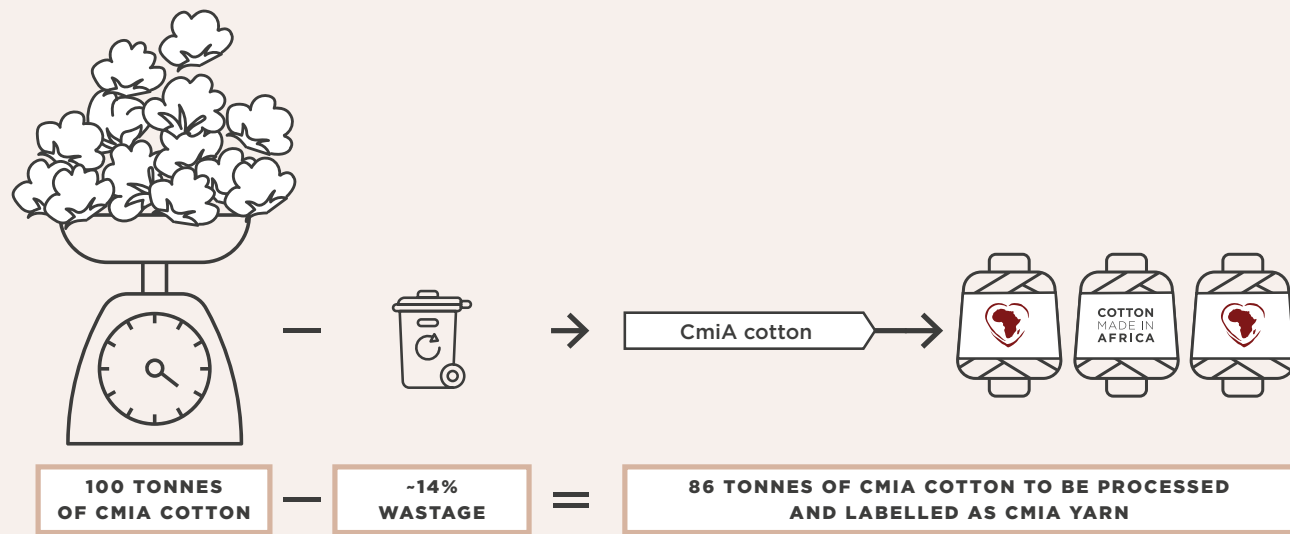 CmiA cotton
COTTON
MADE IN
AFRICA
100 TONNES
OF CMIA COTTON
~14%
WASTAGE
86 TONNES OF CMIA COTTON TO BE PROCESSED
AND LABELLED AS CMIA YARN